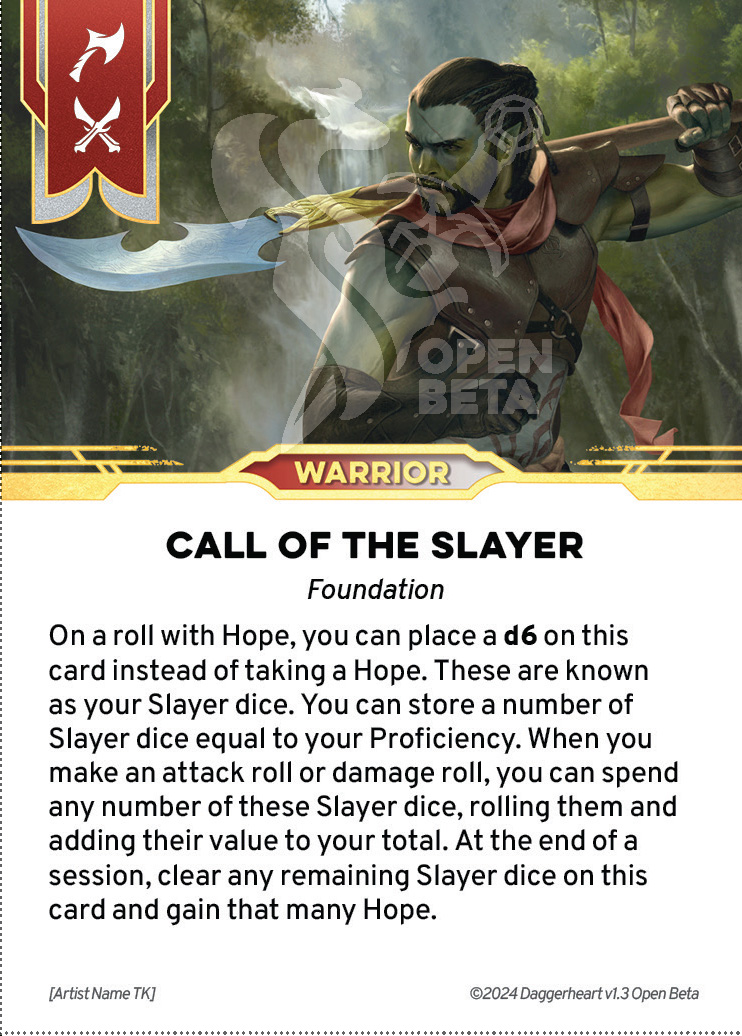 OPEN
BETA
WARRIOR
CALL OF THE SLAYER
Foundation
On a roll with Hope, you can place a d6 on this
card instead of taking a Hope. These are known
as your Slayer dice. You can store a number of
Slayer dice equal to your Proficiency. When you
make an attack roll or damage roll, you can spend
any number of these Slayer dice, rolling them and
adding their value to your total. At the end of a
session, clear any remaining Slayer dice on this
card and gain that many Hope.
[Artist Name TK] ©2024 Daggerheart v1.3 Open Beta